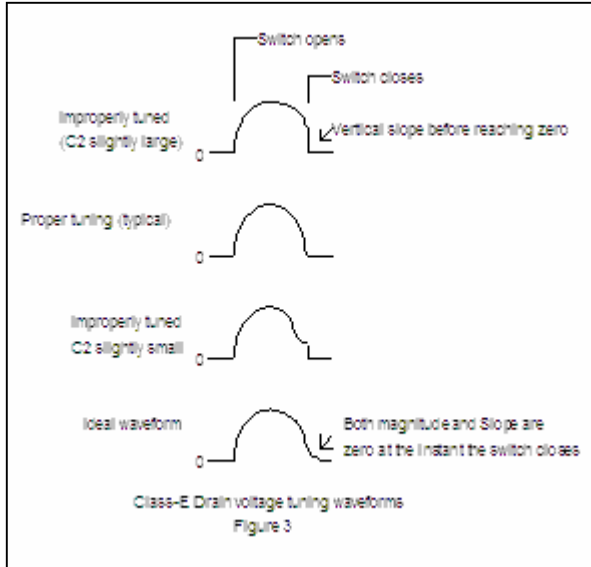 Switch opens
Switch closes
Improperly tuned
(C2 slightly large)
Vertical slope before reaching zero
0
Proper tuning (typical)
0
Improperly tuned
C2 slightly small
0
Ideal waveform
Both magnitude and Slope are
zero at the instant the switch closes
0
Class-E Drain voltage tuning waveforms
Figure 3